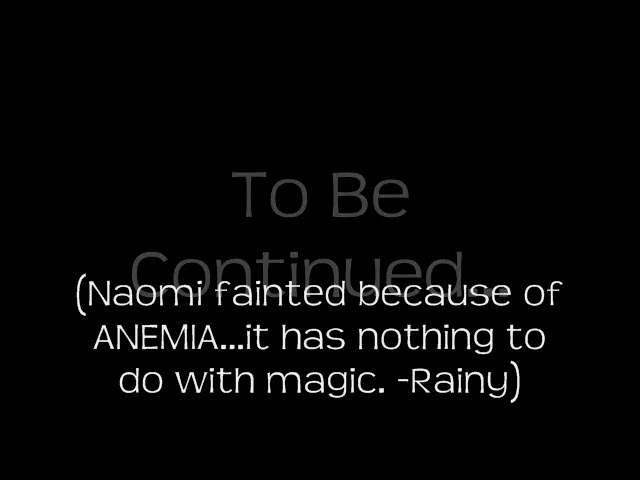 To Be
Continued...
(Naomi fainted because of
ANEMIA...it has nothing to
do with magic. -Rainy)